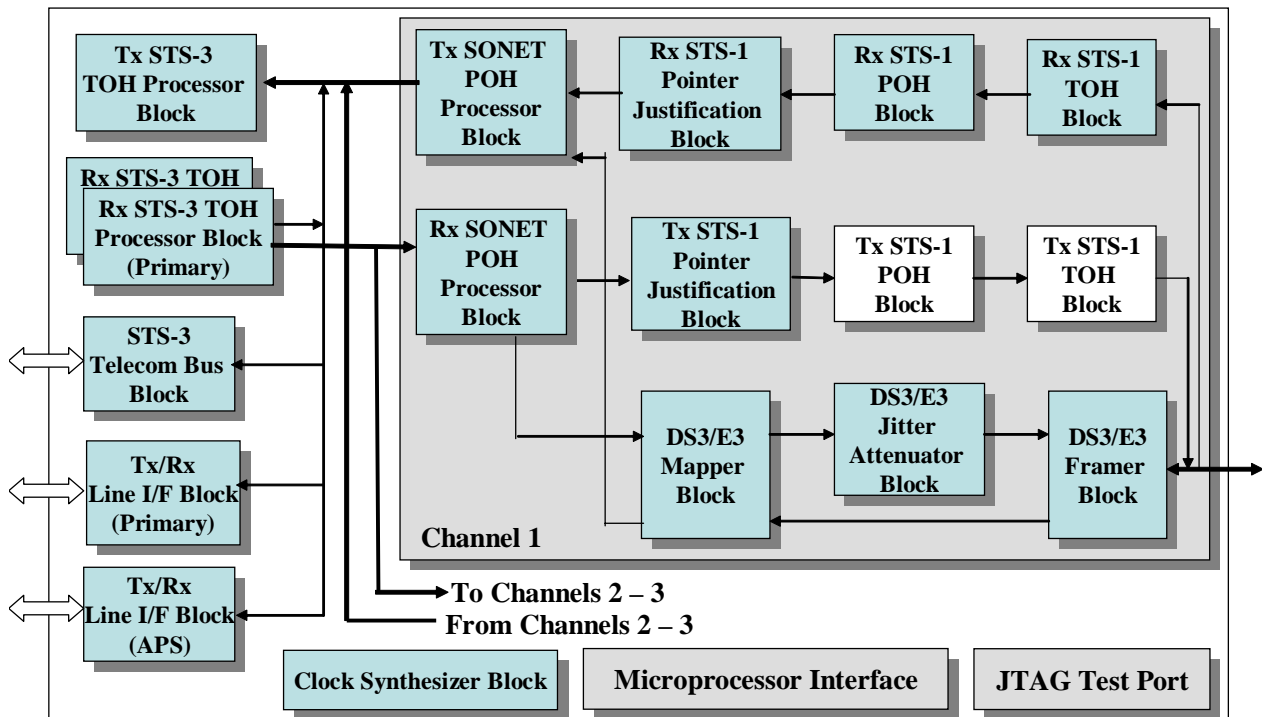 Tx STS-3
TOH Processor
Block
Tx SONET
POH
Processor
Block
Rx STS-1
Pointer
Justification
Block
Rx STS-1
POH
Block
Rx STS-1
TOH
Block
Rx STS-3 TOH
Rx STS-3 TOH
Processor Block
(Primary)
Rx SONET
POH
Processor
Block
Tx STS-1
Pointer
Justification
Block
Tx STS-1
POH
Block
Tx STS-1
TOH
Block
STS-3
Telecom Bus
Block
DS3/E3
Mapper
Block
DS3/E3
Jitter
Attenuator
Block
DS3/E3
Framer
Block
Tx/Rx
Line I/F Block
(Primary)
Channel 1
Tx/Rx
Line I/F Block
(APS)
To Channels 2 – 3
From Channels 2 – 3
Clock Synthesizer Block
Microprocessor Interface
JTAG Test Port